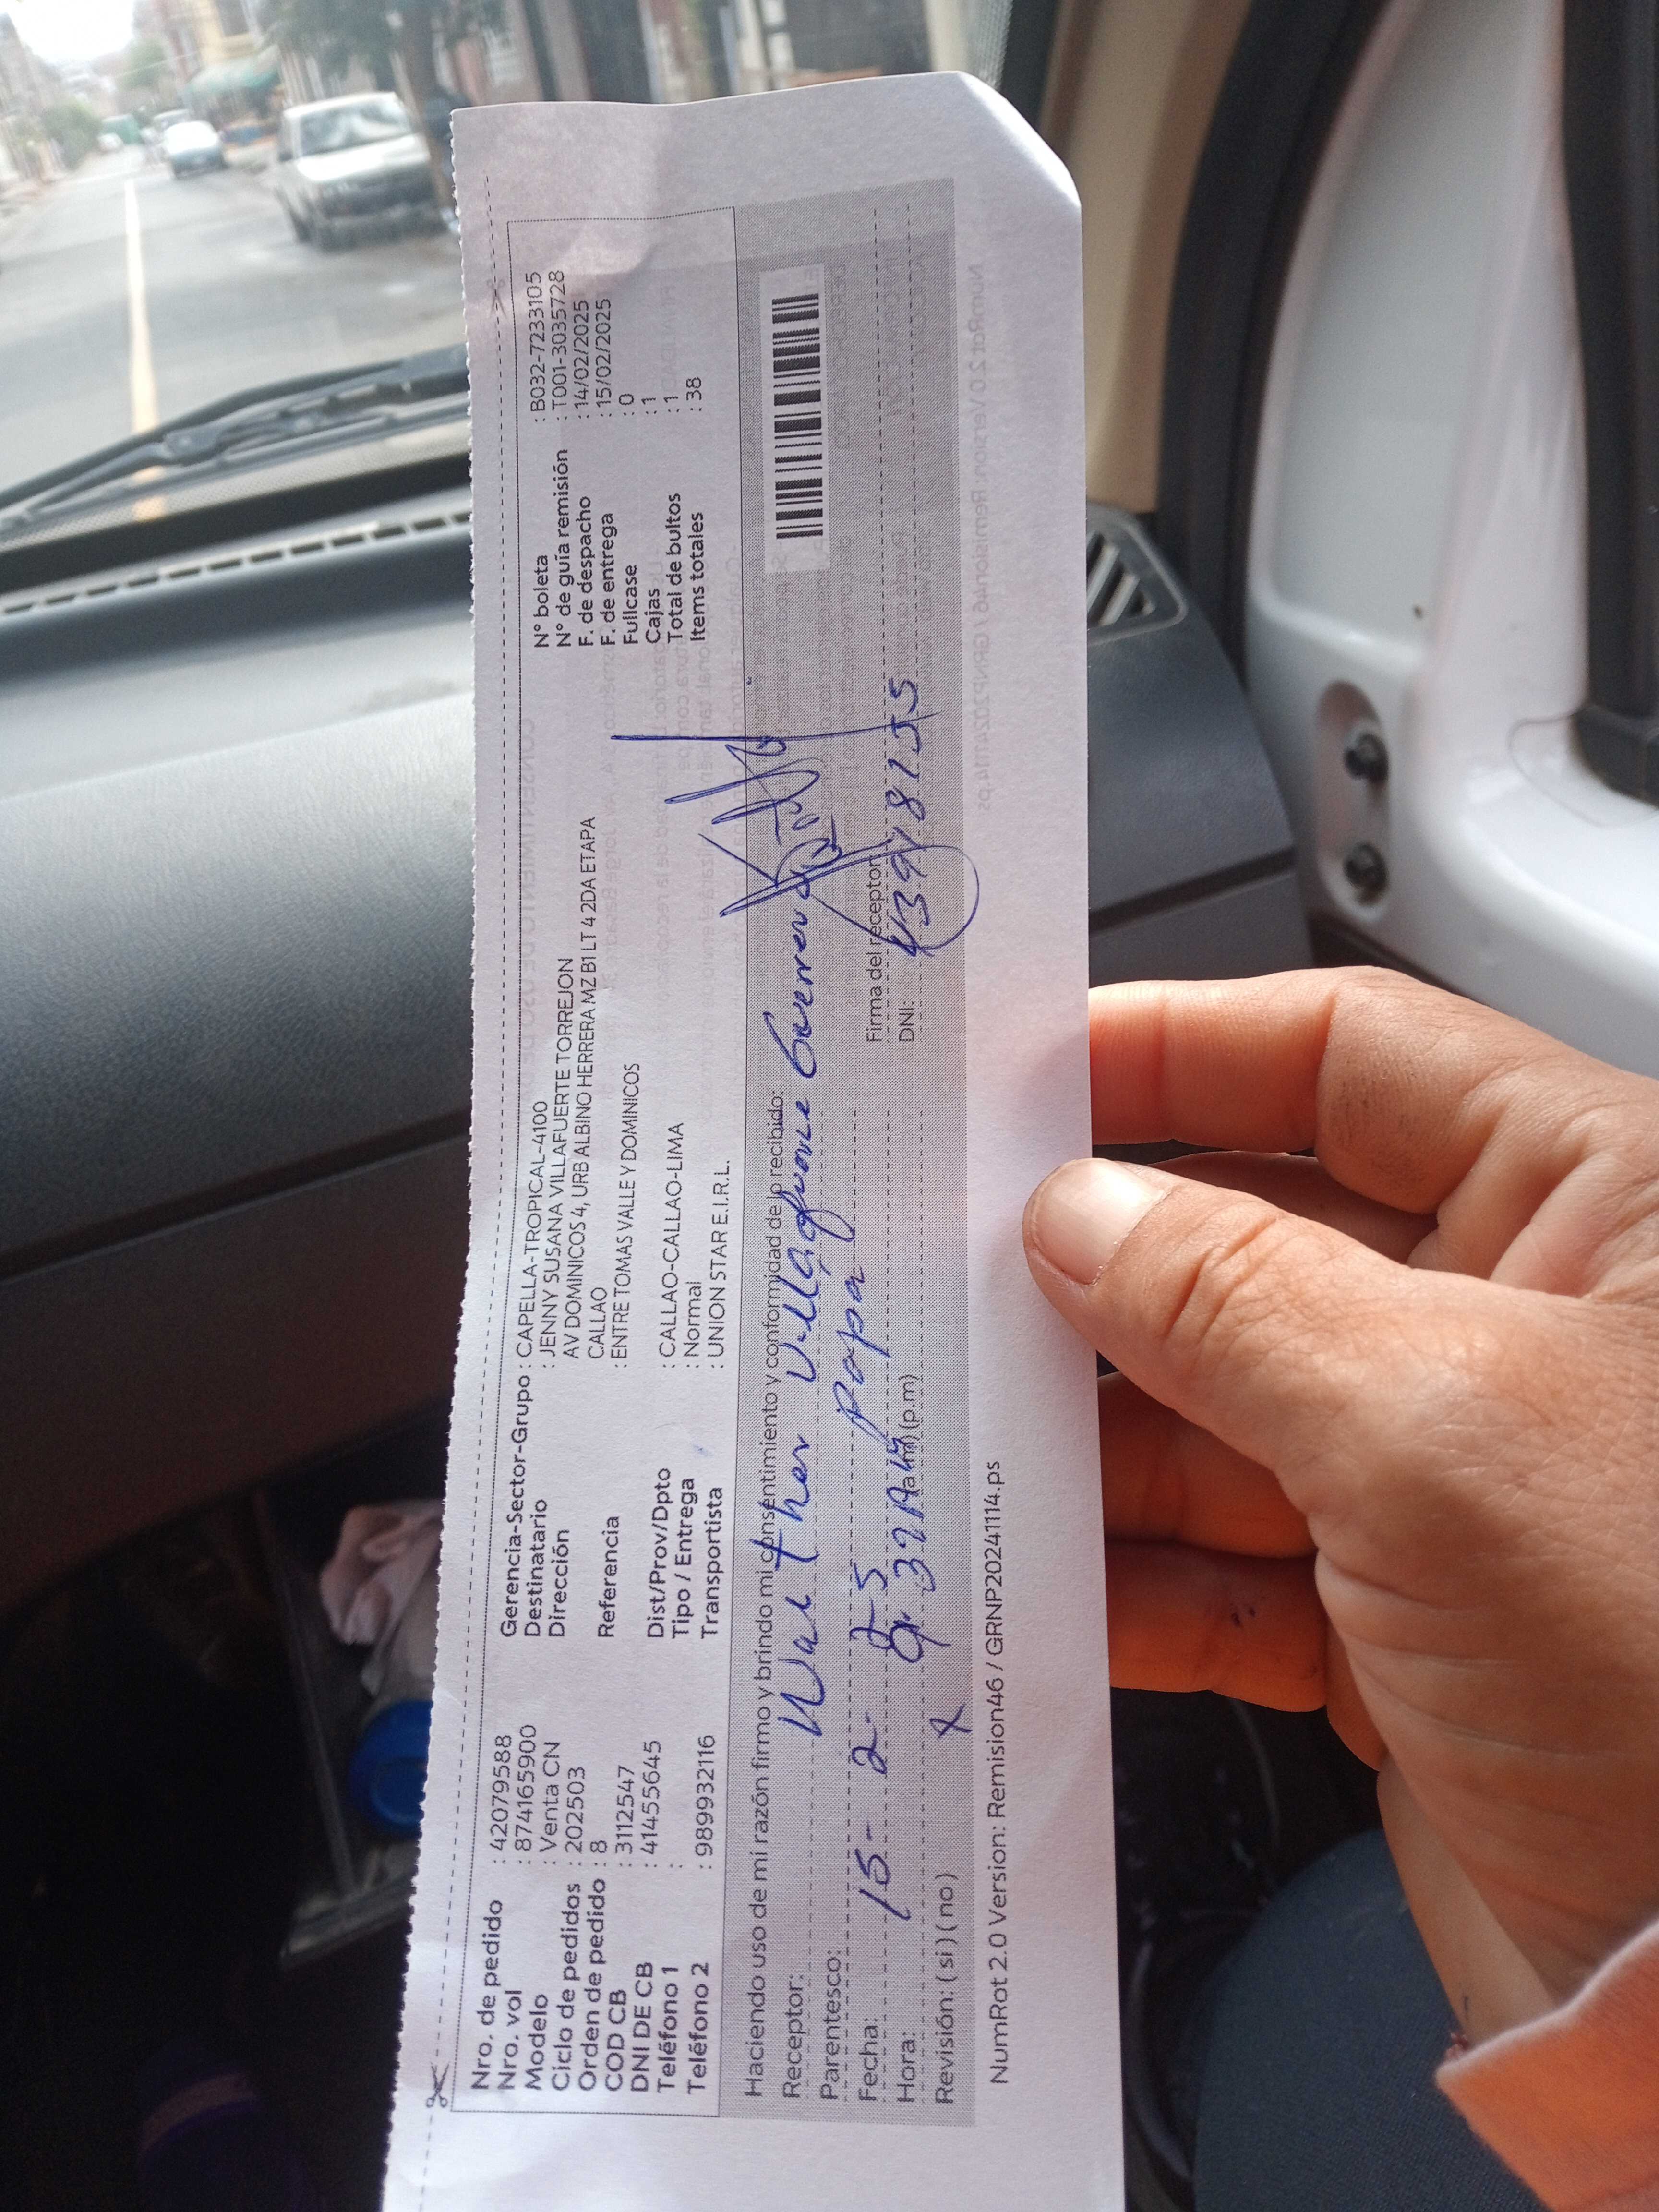 Nro. de pedido : 42079588
Nro. vol : 874165900
Modelo : Venta CN
Ciclo de pedidos : 202503
Orden de pedido : 8
COD CB : 3112547
DNI DE CB : 41455645
Teléfono 1 :
Teléfono 2 : 989932116
Gerencia-Sector-Grupo : CAPELLA-TROPICAL-4100
Destinatario : JENNY SUSANA VILLAFUERTE TORREJON
Dirección AV DOMINICOS 4, URB ALBINO HERRERA MZ B1 LT 4 2DA ETAPA
CALLAO
Referencia : ENTRE TOMAS VALLE Y DOMINICOS
Dist/Prov/Dpto : CALLAO-CALLAO-LIMA
Tipo / Entrega : Normal
Transportista : UNION STAR E.I.R.L.
N° boleta : B032-7233105
N° de guía remisión : T001-3035728
F. de despacho : 14/02/2025
F. de entrega : 15/02/2025
Fullcase : 0
Cajas : 1
Total de bultos : 1
Items totales : 38
Haciendo uso de mi razón firmo y brindo mi consentimiento y conformidad de lo recibido:
Receptor: Walther
Parentesco: Papa
Fecha: 15- 2- 25
Hora: (a.m) (p.m)
Revisión: ( si ) ( no ) x
Firma del receptor
DNI:
NumRot 2.0 Version: Remision46 / GRNP20241114.ps